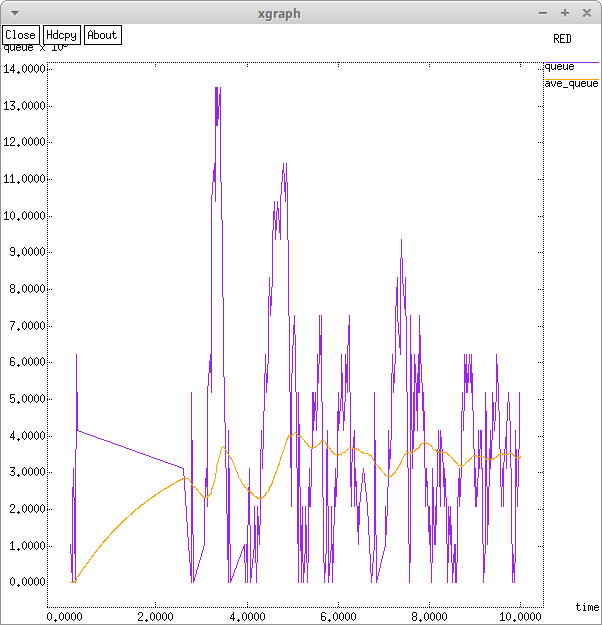 xgraph
Close Hdcpy About
RED
queue x 10³
queue
ave_queue
14.0000
13.0000
12.0000
11.0000
10.0000
9.0000
8.0000
7.0000
6.0000
5.0000
4.0000
3.0000
2.0000
1.0000
0.0000
time
0.0000 2.0000 4.0000 6.0000 8.0000 10.0000